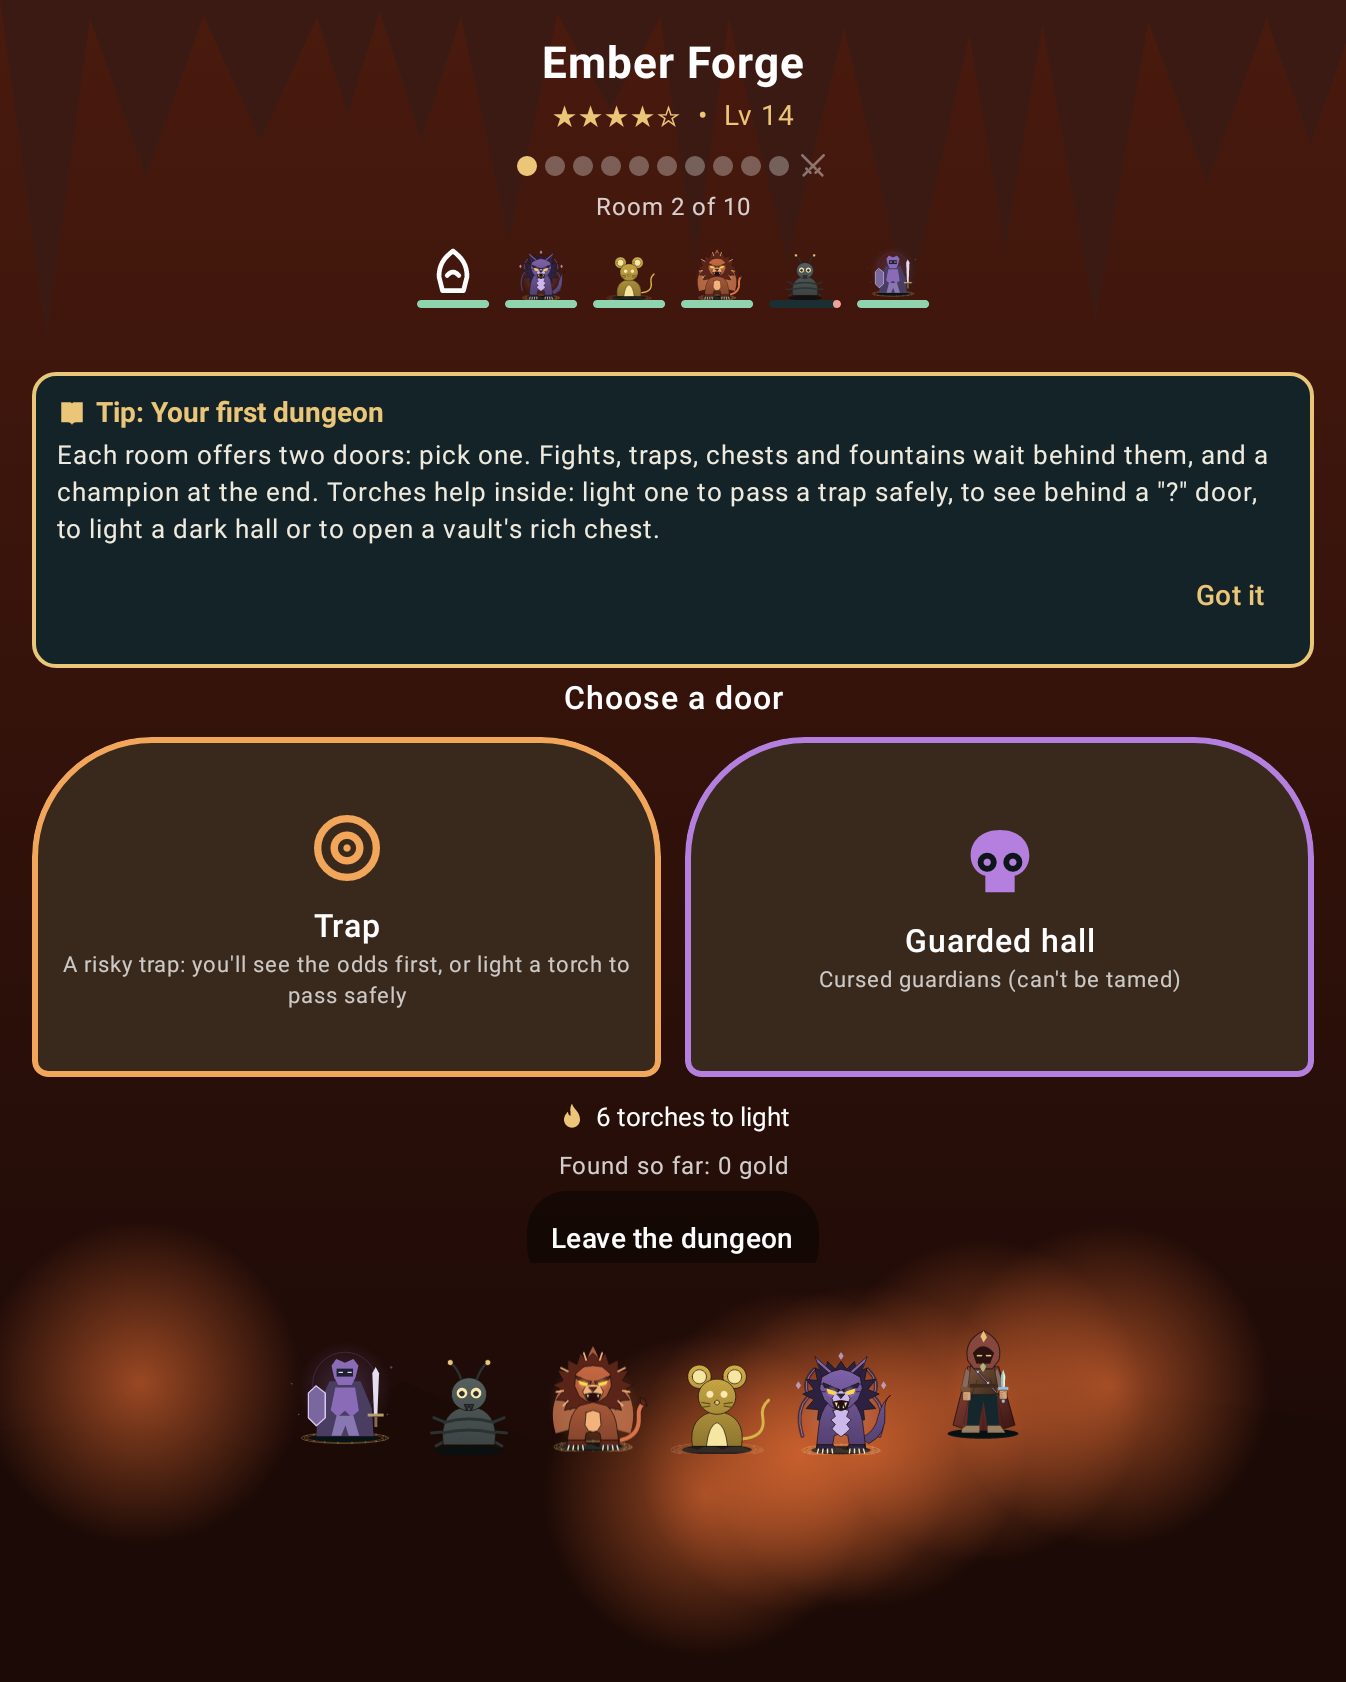 Ember Forge
★★★★☆ • Lv 14
Room 2 of 10
Tip: Your first dungeon
Each room offers two doors: pick one. Fights, traps, chests and fountains wait behind them, and a
champion at the end. Torches help inside: light one to pass a trap safely, to see behind a "?" door,
to light a dark hall or to open a vault's rich chest.
Got it
Choose a door
Trap
A risky trap: you'll see the odds first, or light a torch to
pass safely
Guarded hall
Cursed guardians (can't be tamed)
6 torches to light
Found so far: 0 gold
Leave the dungeon